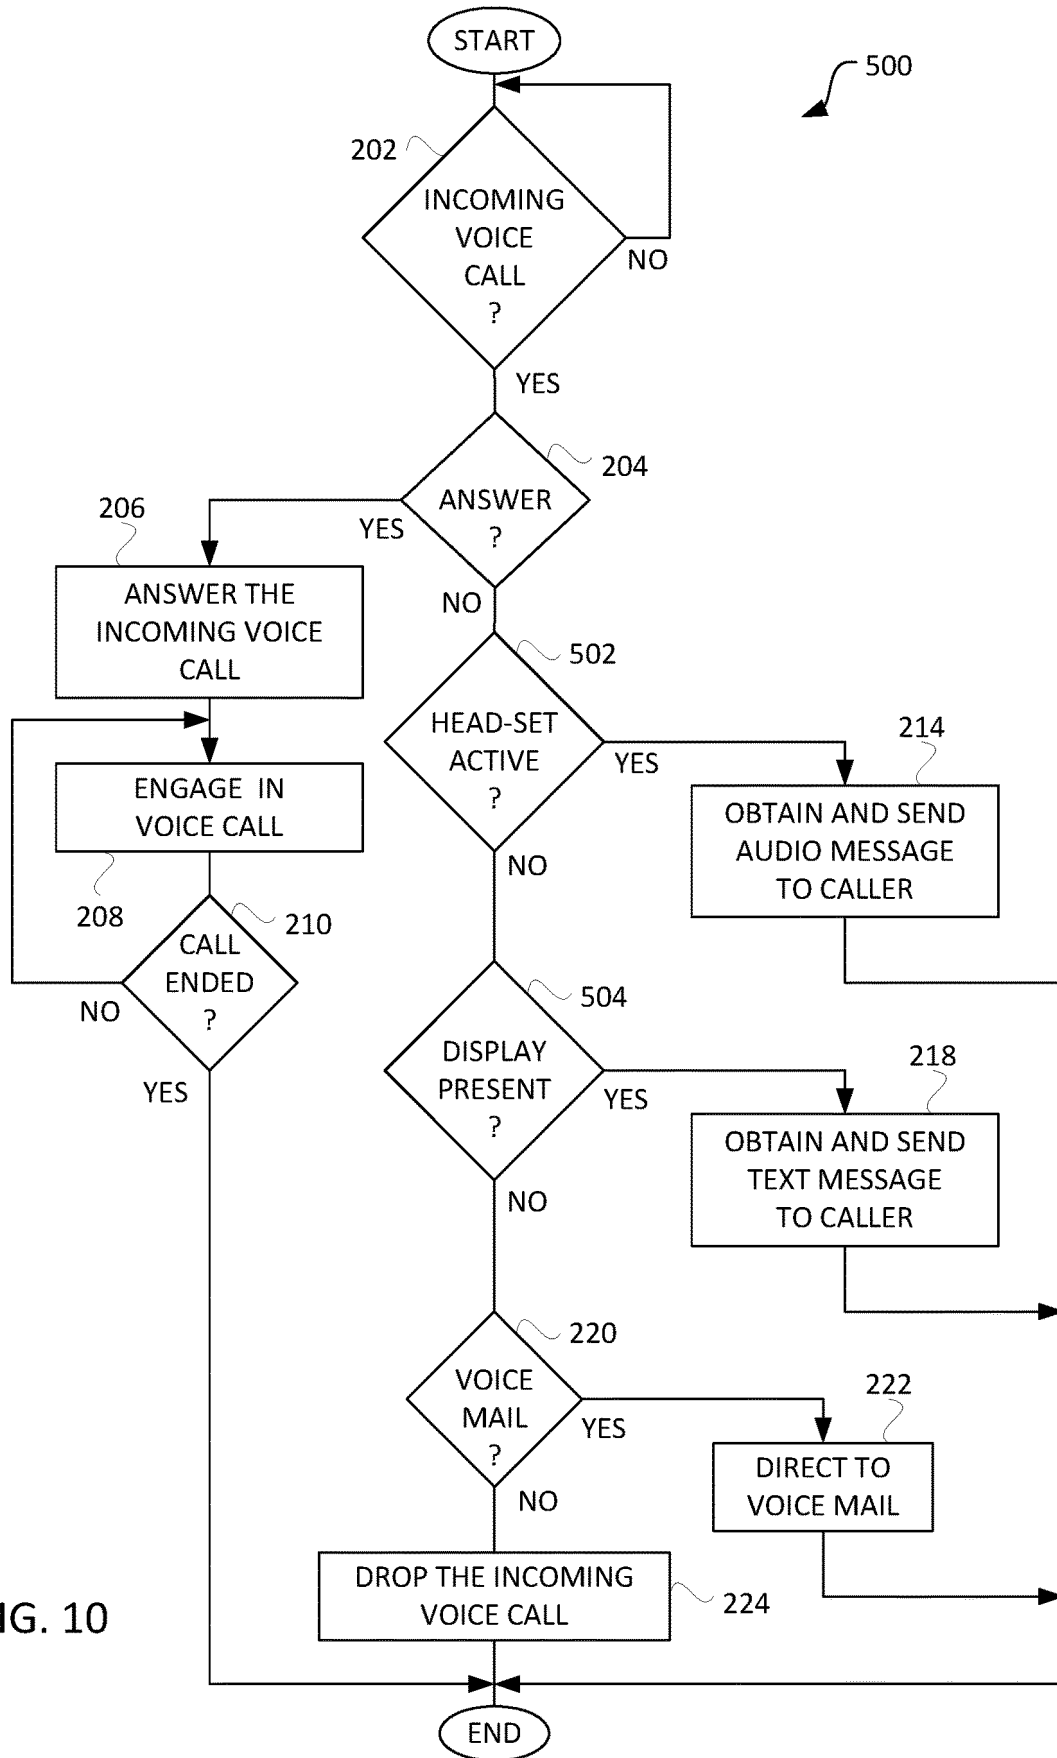 START
500
202
INCOMING
VOICE
CALL
?
NO
YES
204
ANSWER
?
YES
NO
206
ANSWER THE
INCOMING VOICE
CALL
502
HEAD-SET
ACTIVE
?
YES
NO
214
OBTAIN AND SEND
AUDIO MESSAGE
TO CALLER
ENGAGE IN
VOICE CALL
208
210
CALL
ENDED
?
NO
YES
504
DISPLAY
PRESENT
?
YES
NO
218
OBTAIN AND SEND
TEXT MESSAGE
TO CALLER
220
VOICE
MAIL
?
YES
NO
222
DIRECT TO
VOICE MAIL
DROP THE INCOMING
VOICE CALL
224
IG. 10
END